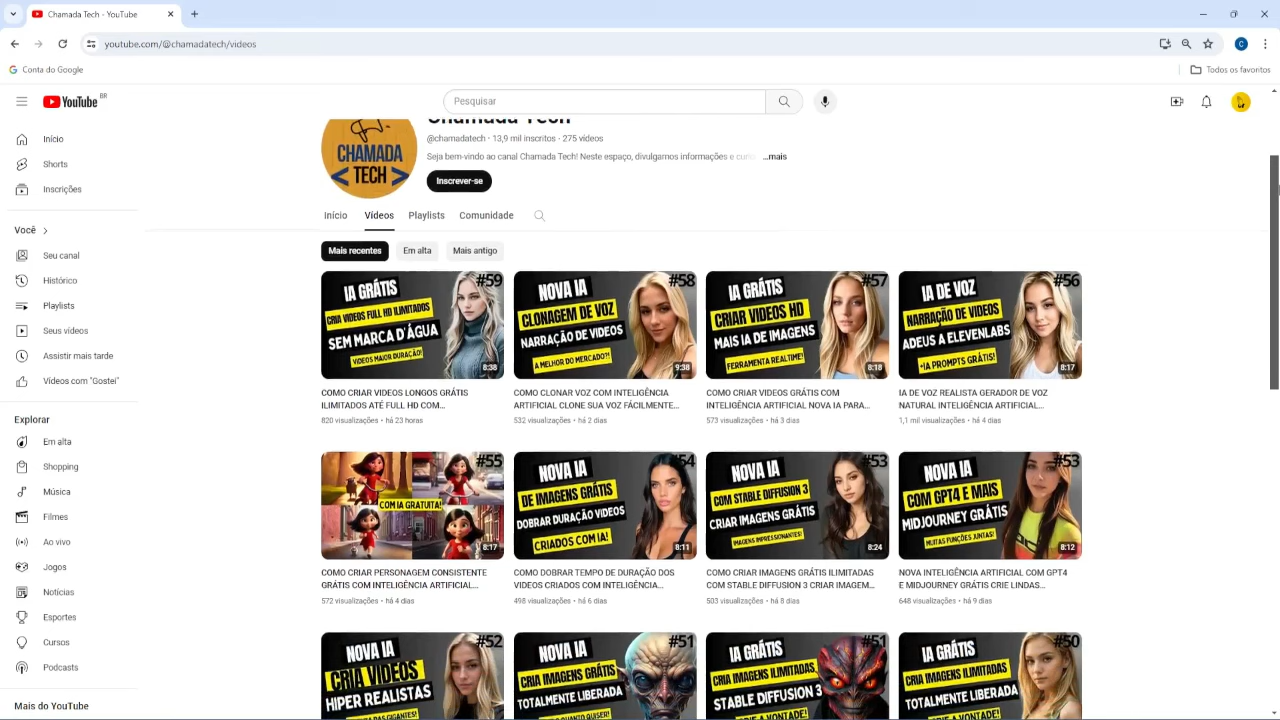 Chamada Tech - YouTube
youtube.com/@chamadatech/videos
Conta do Google
Todos os favoritos
YouTube BR
Pesquisar
Início
Shorts
Inscrições
Você
Seu canal
Histórico
Playlists
Seus vídeos
Assistir mais tarde
Vídeos com "Gostei"
Explorar
Em alta
Shopping
Música
Filmes
Ao vivo
Jogos
Notícias
Esportes
Cursos
Podcasts
Mais do YouTube
CHAMADA
< TECH >
Chamada Tech
@chamadatech · 13,9 mil inscritos · 275 vídeos
Seja bem-vindo ao canal Chamada Tech! Neste espaço, divulgamos informações e ...mais
Inscrever-se
Início Vídeos Playlists Comunidade
Mais recentes Em alta Mais antigo
#59
IA GRÁTIS
CRIA VIDEOS FULL HD ILIMITADOS
SEM MARCA D'ÁGUA
VIDEOS MAIOR DURAÇÃO!
8:38
COMO CRIAR VIDEOS LONGOS GRÁTIS
ILIMITADOS ATÉ FULL HD COM...
820 visualizações • há 23 horas
#58
NOVA IA
CLONAGEM DE VOZ
NARRAÇÃO DE VIDEOS
A MELHOR DO MERCADO?!
9:38
COMO CLONAR VOZ COM INTELIGÊNCIA
ARTIFICIAL CLONE SUA VOZ FÁCILMENTE...
532 visualizações • há 2 dias
#57
IA GRÁTIS
CRIAR VIDEOS HD
MAIS IA DE IMAGENS
FERRAMENTA REALTIME!
8:18
COMO CRIAR VIDEOS GRÁTIS COM
INTELIGÊNCIA ARTIFICIAL NOVA IA PARA...
573 visualizações • há 3 dias
#56
IA DE VOZ
NARRAÇÃO DE VIDEOS
ADEUS A ELEVENLABS
+IA PROMPTS GRÁTIS!
8:17
IA DE VOZ REALISTA GERADOR DE VOZ
NATURAL INTELIGÊNCIA ARTIFICIAL...
1,1 mil visualizações • há 4 dias
#55
COM IA GRATUITA!
8:17
COMO CRIAR PERSONAGEM CONSISTENTE
GRÁTIS COM INTELIGÊNCIA ARTIFICIAL...
572 visualizações • há 4 dias
#54
NOVA IA
DE IMAGENS GRÁTIS
DOBRAR DURAÇÃO VIDEOS
CRIADOS COM IA!
8:11
COMO DOBRAR TEMPO DE DURAÇÃO DOS
VIDEOS CRIADOS COM INTELIGÊNCIA...
498 visualizações • há 6 dias
#53
NOVA IA
COM STABLE DIFFUSION 3
CRIAR IMAGENS GRÁTIS
IMAGENS IMPRESSIONANTES!
8:24
COMO CRIAR IMAGENS GRÁTIS ILIMITADAS
COM STABLE DIFFUSION 3 CRIAR IMAGEM...
503 visualizações • há 8 dias
#53
NOVA IA
COM GPT4 E MAIS
MIDJOURNEY GRÁTIS
MUITAS FUNÇÕES JUNTAS!
8:12
NOVA INTELIGÊNCIA ARTIFICIAL COM GPT4
E MIDJOURNEY GRÁTIS CRIE LINDAS...
648 visualizações • há 9 dias
#52
NOVA IA
CRIA VIDEOS
HIPER REALISTAS
#51
NOVA IA
CRIA IMAGENS GRÁTIS
TOTALMENTE LIBERADA
#51
IA GRÁTIS
CRIA IMAGENS ILIMITADAS
STABLE DIFFUSION 3
#50
IA GRÁTIS
CRIA IMAGENS ILIMITADAS
TOTALMENTE LIBERADA